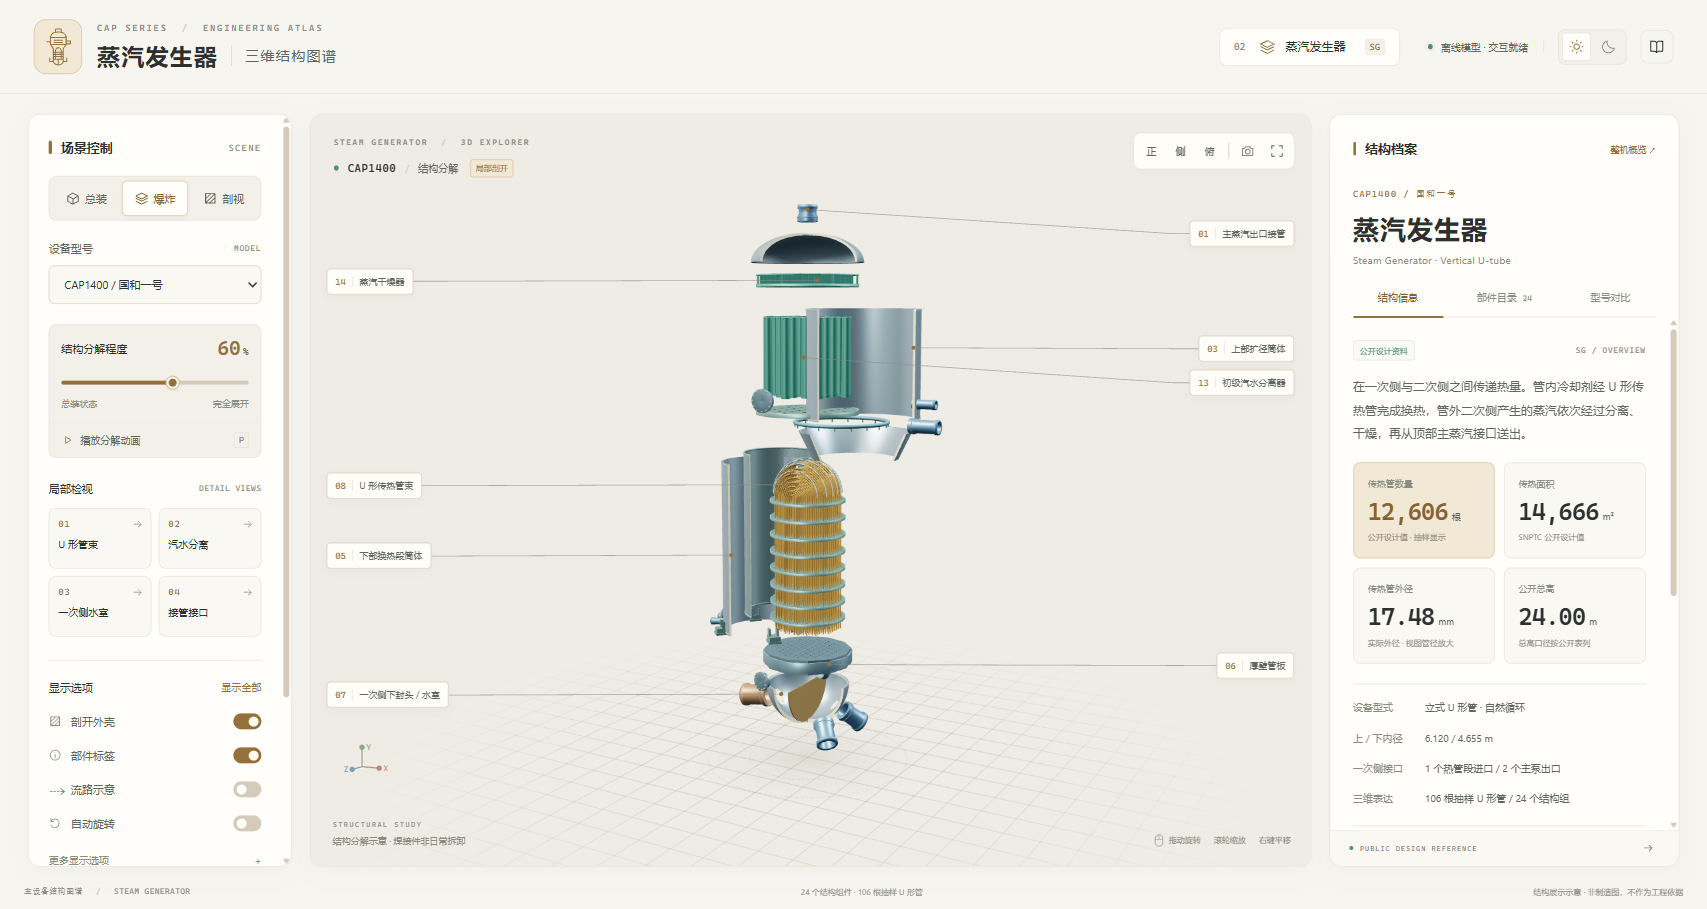 CAP SERIES / ENGINEERING ATLAS
蒸汽发生器 三维结构图谱
02 蒸汽发生器 SG
离线模型 · 交互就绪
场景控制 SCENE
总装 爆炸 剖视
设备型号 MODEL
CAP1400 / 国和一号
结构分解程度 60%
总装状态 完全展开
播放分解动画 P
局部检视 DETAIL VIEWS
01 →
U 形管束
02 →
汽水分离
03 →
一次侧水室
04 →
接管接口
显示选项 显示全部
剖开外壳
部件标签
流路示意
自动旋转
更多显示选项 +
STEAM GENERATOR / 3D EXPLORER
CAP1400 / 结构分解 局部剖开
正 侧 俯
01 主蒸汽出口接管
14 蒸汽干燥器
03 上部扩径筒体
13 初级汽水分离器
08 U 形传热管束
05 下部换热段筒体
06 厚壁管板
07 一次侧下封头 / 水室
Y
Z X
STRUCTURAL STUDY
结构分解示意 · 焊接件非日常拆卸
拖动旋转 滚轮缩放 右键平移
结构档案 整机概览 ↗
CAP1400 / 国和一号
蒸汽发生器
Steam Generator · Vertical U-tube
结构信息 部件目录 24 型号对比
公开设计资料 SG / OVERVIEW
在一次侧与二次侧之间传递热量。管内冷却剂经 U 形传
热管完成换热，管外二次侧产生的蒸汽依次经过分离、
干燥，再从顶部主蒸汽接口送出。
传热管数量
12,606 根
公开设计值 · 抽样显示
传热面积
14,666 m²
SNPTC 公开设计值
传热管外径
17.48 mm
实际外径 · 视图管径放大
公开总高
24.00 m
总高口径按公开表列
设备型式 立式 U 形管 · 自然循环
上 / 下内径 6.120 / 4.655 m
一次侧接口 1 个热管段进口 / 2 个主泵出口
三维表达 106 根抽样 U 形管 / 24 个结构组
PUBLIC DESIGN REFERENCE →
主设备结构图谱 / STEAM GENERATOR
24 个结构组件 · 106 根抽样 U 形管
结构展示示意 · 非制造图，不作为工程依据